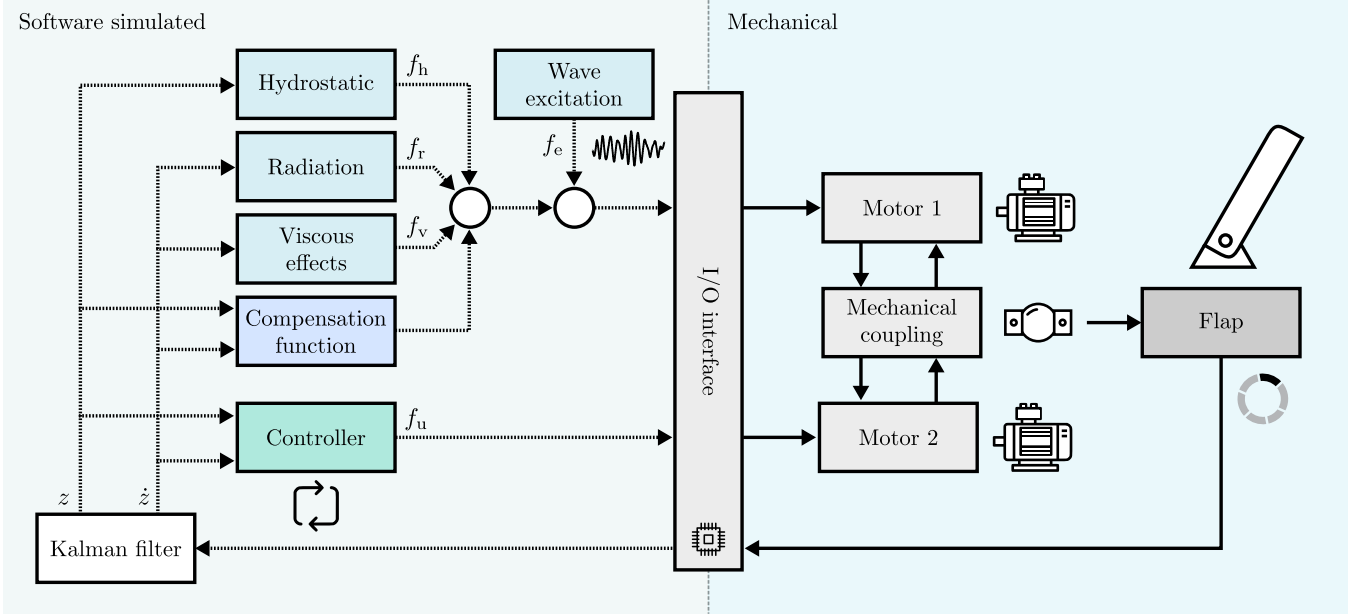 Software simulated
Mechanical
Hydrostatic
f_h
Wave
excitation
f_e
Radiation
f_r
Viscous
effects
f_v
Compensation
function
Controller
f_u
z
ż
Kalman filter
I/O interface
Motor 1
Mechanical
coupling
Motor 2
Flap